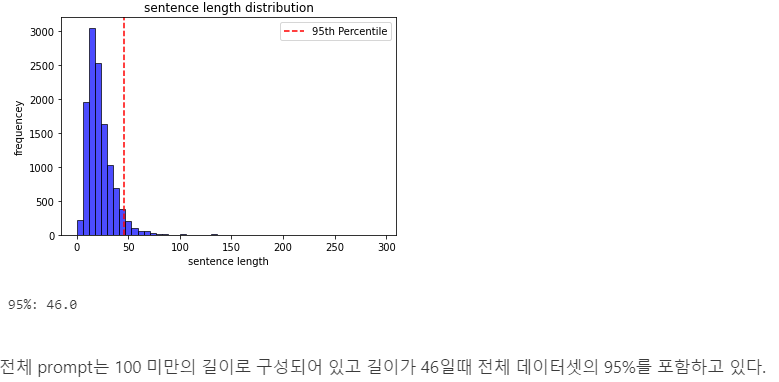 sentence length distribution
95th Percentile
frequencey
3000
2500
2000
1500
1000
500
0
0 50 100 150 200 250 300
sentence length
95%: 46.0
전체 prompt는 100 미만의 길이로 구성되어 있고 길이가 46일때 전체 데이터셋의 95%를 포함하고 있다.